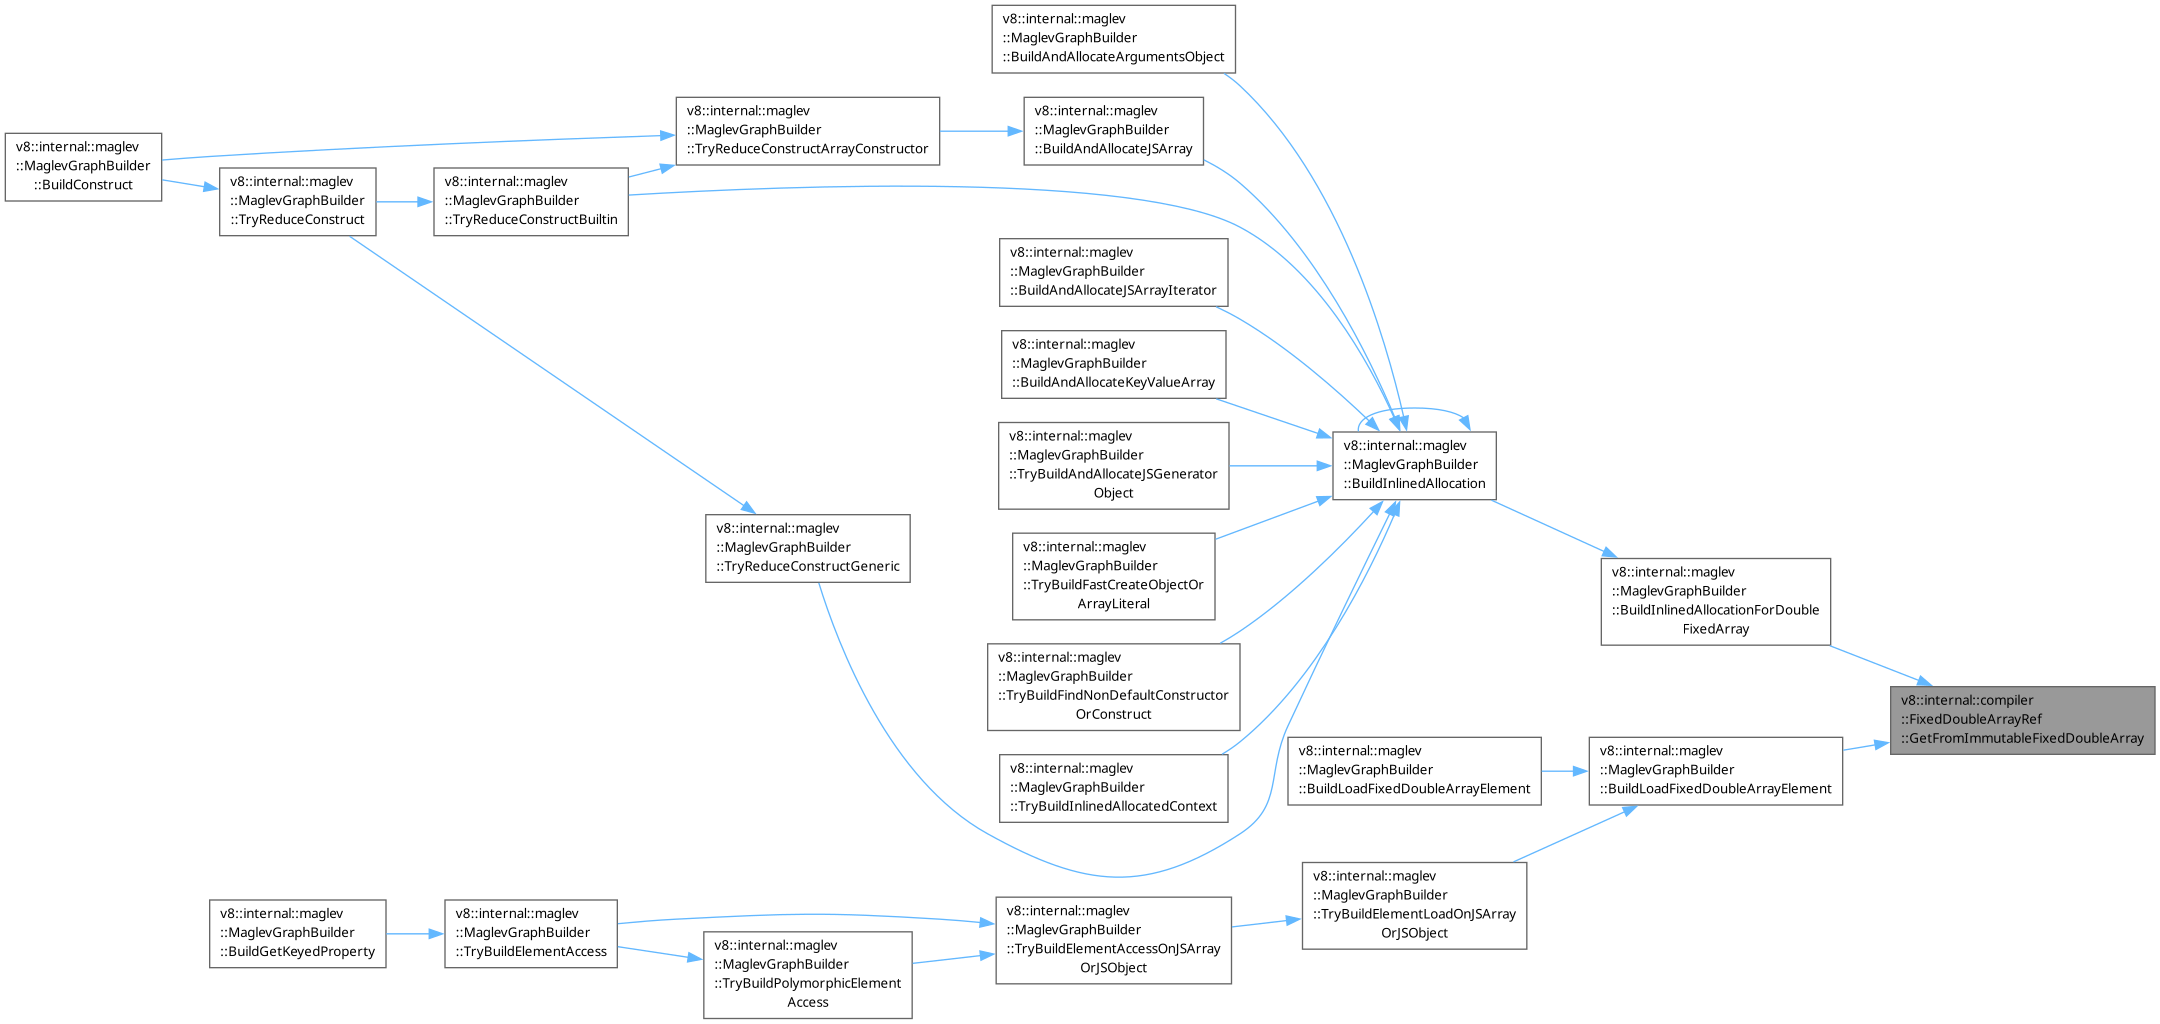 v8::internal::maglev
::MaglevGraphBuilder
::BuildAndAllocateArgumentsObject
v8::internal::maglev
::MaglevGraphBuilder
::BuildConstruct
v8::internal::maglev
::MaglevGraphBuilder
::TryReduceConstruct
v8::internal::maglev
::MaglevGraphBuilder
::TryReduceConstructBuiltin
v8::internal::maglev
::MaglevGraphBuilder
::TryReduceConstructArrayConstructor
v8::internal::maglev
::MaglevGraphBuilder
::BuildAndAllocateJSArray
v8::internal::maglev
::MaglevGraphBuilder
::BuildAndAllocateJSArrayIterator
v8::internal::maglev
::MaglevGraphBuilder
::BuildAndAllocateKeyValueArray
v8::internal::maglev
::MaglevGraphBuilder
::TryBuildAndAllocateJSGenerator
Object
v8::internal::maglev
::MaglevGraphBuilder
::BuildInlinedAllocation
v8::internal::maglev
::MaglevGraphBuilder
::TryReduceConstructGeneric
v8::internal::maglev
::MaglevGraphBuilder
::TryBuildFastCreateObjectOr
ArrayLiteral
v8::internal::maglev
::MaglevGraphBuilder
::BuildInlinedAllocationForDouble
FixedArray
v8::internal::maglev
::MaglevGraphBuilder
::TryBuildFindNonDefaultConstructor
OrConstruct
v8::internal::compiler
::FixedDoubleArrayRef
::GetFromImmutableFixedDoubleArray
v8::internal::maglev
::MaglevGraphBuilder
::TryBuildInlinedAllocatedContext
v8::internal::maglev
::MaglevGraphBuilder
::BuildLoadFixedDoubleArrayElement
v8::internal::maglev
::MaglevGraphBuilder
::BuildLoadFixedDoubleArrayElement
v8::internal::maglev
::MaglevGraphBuilder
::TryBuildElementLoadOnJSArray
OrJSObject
v8::internal::maglev
::MaglevGraphBuilder
::BuildGetKeyedProperty
v8::internal::maglev
::MaglevGraphBuilder
::TryBuildElementAccess
v8::internal::maglev
::MaglevGraphBuilder
::TryBuildPolymorphicElement
Access
v8::internal::maglev
::MaglevGraphBuilder
::TryBuildElementAccessOnJSArray
OrJSObject